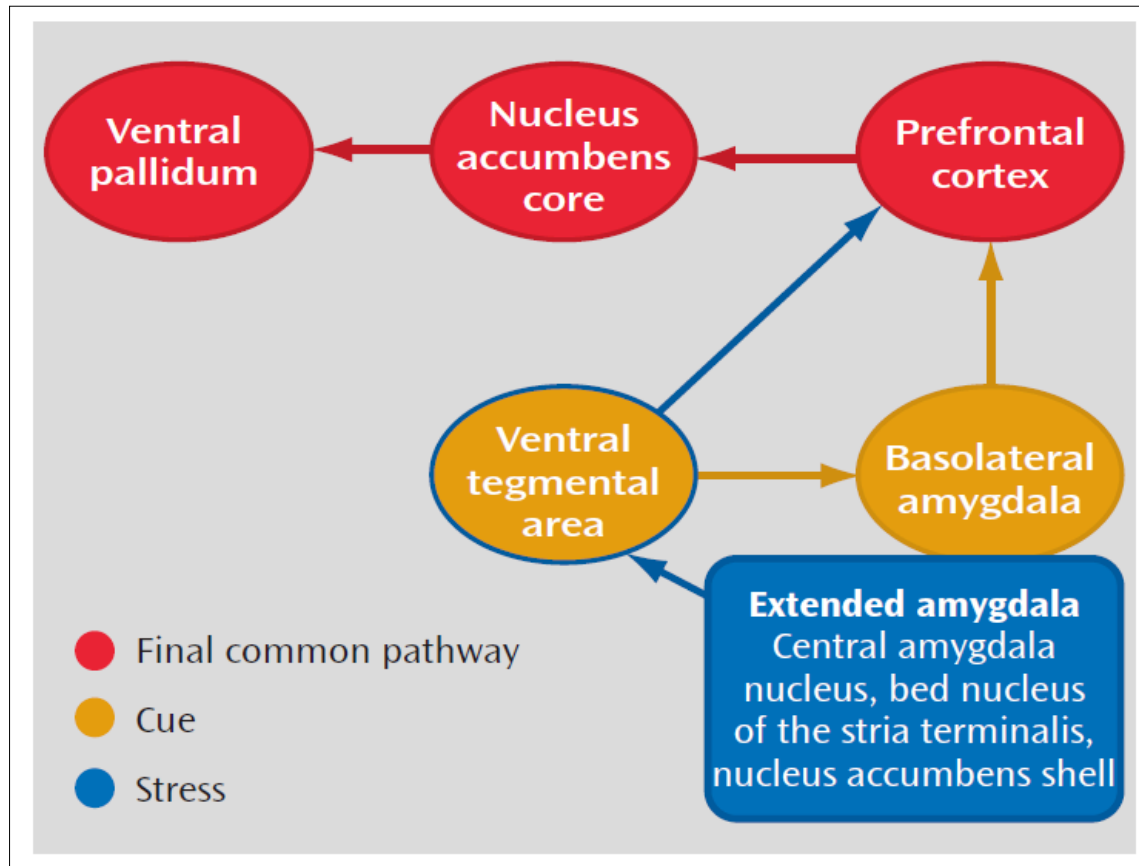 Ventral
pallidum
Nucleus
accumbens
core
Prefrontal
cortex
Ventral
tegmental
area
Basolateral
amygdala
Extended amygdala
Central amygdala
nucleus, bed nucleus
of the stria terminalis,
nucleus accumbens shell
Final common pathway
Cue
Stress